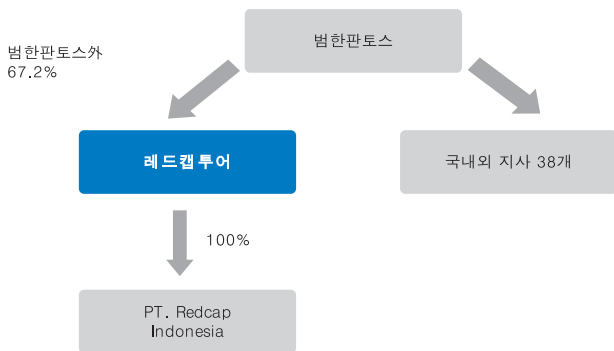 범한판토스
범한판토스外
67.2%
레드캡투어
국내외 지사 38개
100%
PT. Redcap
Indonesia